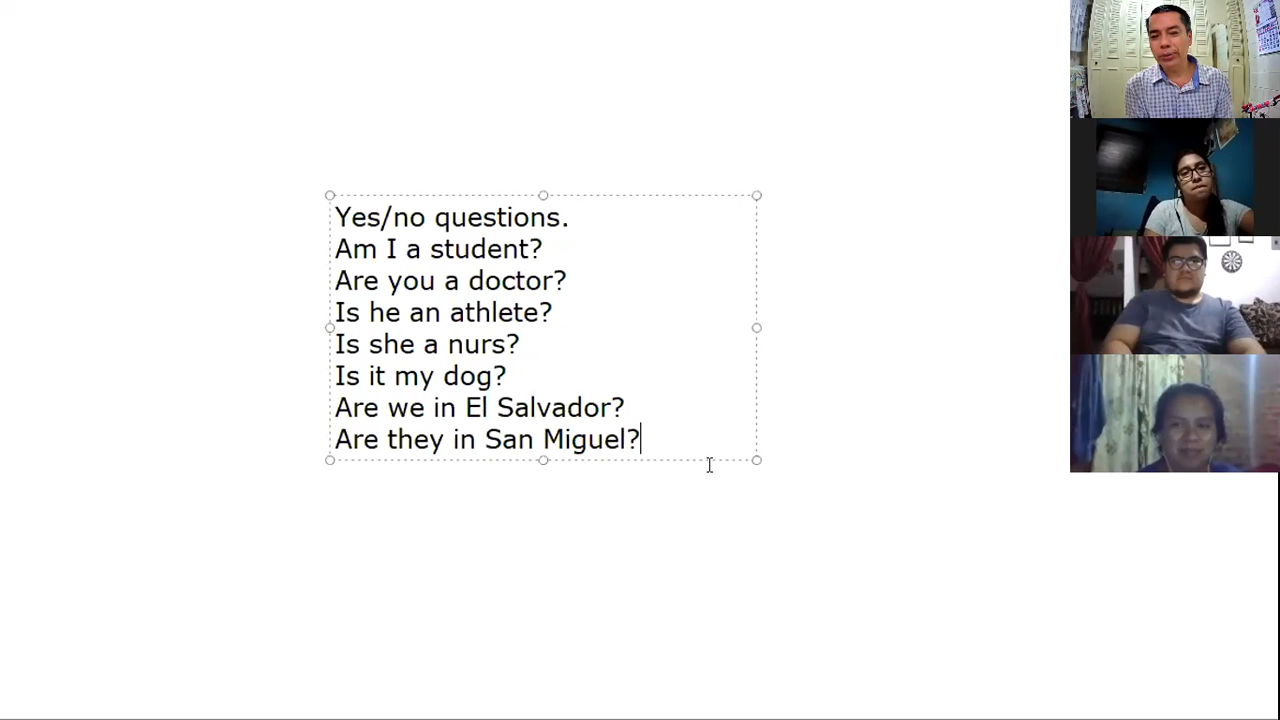 Yes/no questions.
Am I a student?
Are you a doctor?
Is he an athlete?
Is she a nurs?
Is it my dog?
Are we in El Salvador?
Are they in San Miguel?